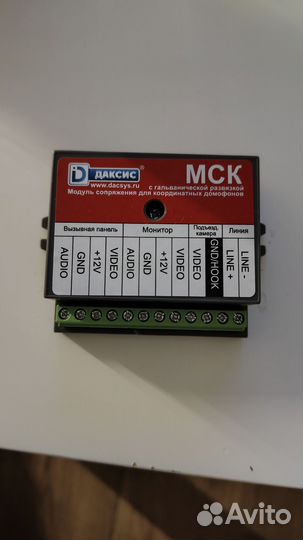 ДАКСИС®
www.dacsys.ru
МСК
с гальванической развязкой
Модуль сопряжения для координатных домофонов
Вызывная панель
Монитор
Подъезд. камера
Линия
AUDIO
GND
+12V
VIDEO
AUDIO
GND
+12V
VIDEO
VIDEO
GND/HOOK
LINE +
LINE -
Avito